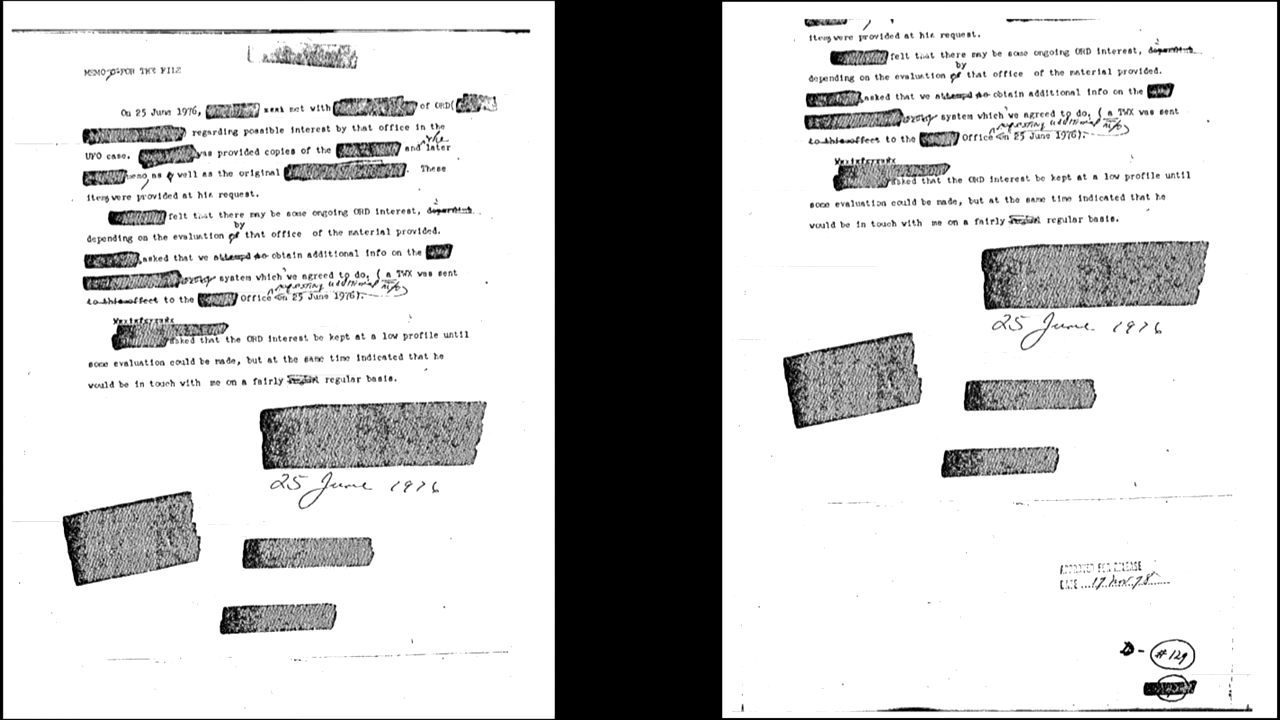 MEMO FOR THE FILE
On 25 June 1976, met with of ORD(
regarding possible interest by that office in the
UFO case. was provided copies of the and the later
memo as well as the original . These
items were provided at his request.
felt that there may be some ongoing ORD interest,
depending on the evaluation by that office of the material provided.
asked that we obtain additional info on the
system which we agreed to do. ( a TWX was sent
to this effect to the Office requesting additional info on 25 June 1976).
asked that the ORD interest be kept at a low profile until
some evaluation could be made, but at the same time indicated that he
would be in touch with me on a fairly regular basis.
25 June 1976
items were provided at his request.
felt that there may be some ongoing ORD interest,
depending on the evaluation by that office of the material provided.
asked that we obtain additional info on the
system which we agreed to do. ( a TWX was sent
to this effect to the Office requesting additional info on 25 June 1976).
asked that the ORD interest be kept at a low profile until
some evaluation could be made, but at the same time indicated that he
would be in touch with me on a fairly regular basis.
25 June 1976
APPROVED FOR RELEASE
DATE 17 Nov 78
D - #129